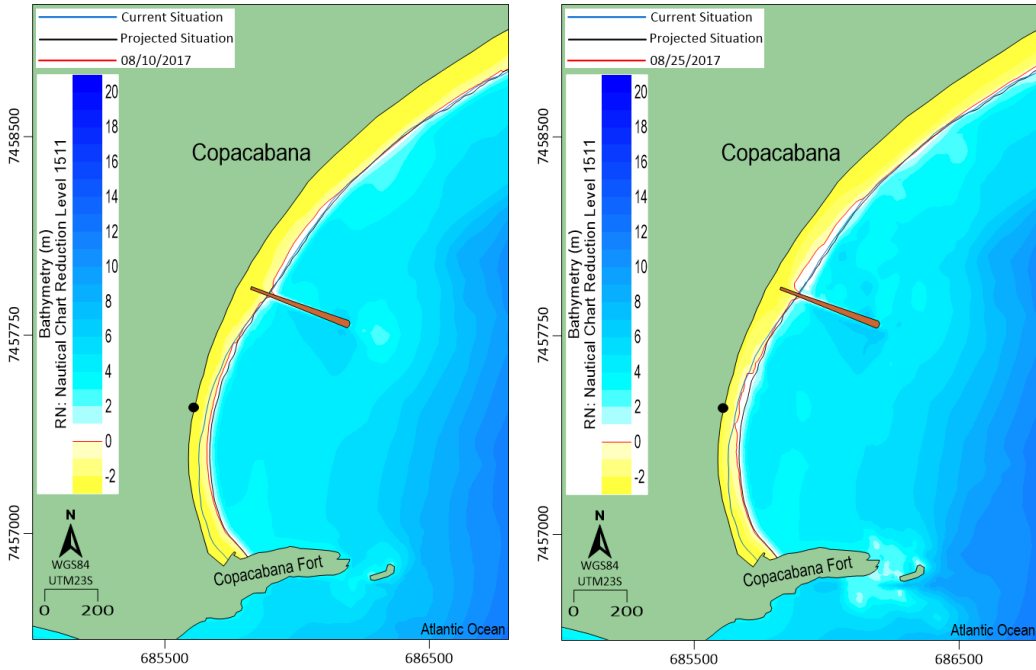 Current Situation
Projected Situation
08/10/2017
20
18
16
14
12
10
8
6
4
2
0
-2
Bathymetry (m)
RN: Nautical Chart Reduction Level 1511
Copacabana
7458500
7457750
7457000
N
WGS84
UTM23S
0 200
Copacabana Fort
Atlantic Ocean
685500 686500
Current Situation
Projected Situation
08/25/2017
20
18
16
14
12
10
8
6
4
2
0
-2
Bathymetry (m)
RN: Nautical Chart Reduction Level 1511
Copacabana
7458500
7457750
7457000
N
WGS84
UTM23S
0 200
Copacabana Fort
Atlantic Ocean
685500 686500